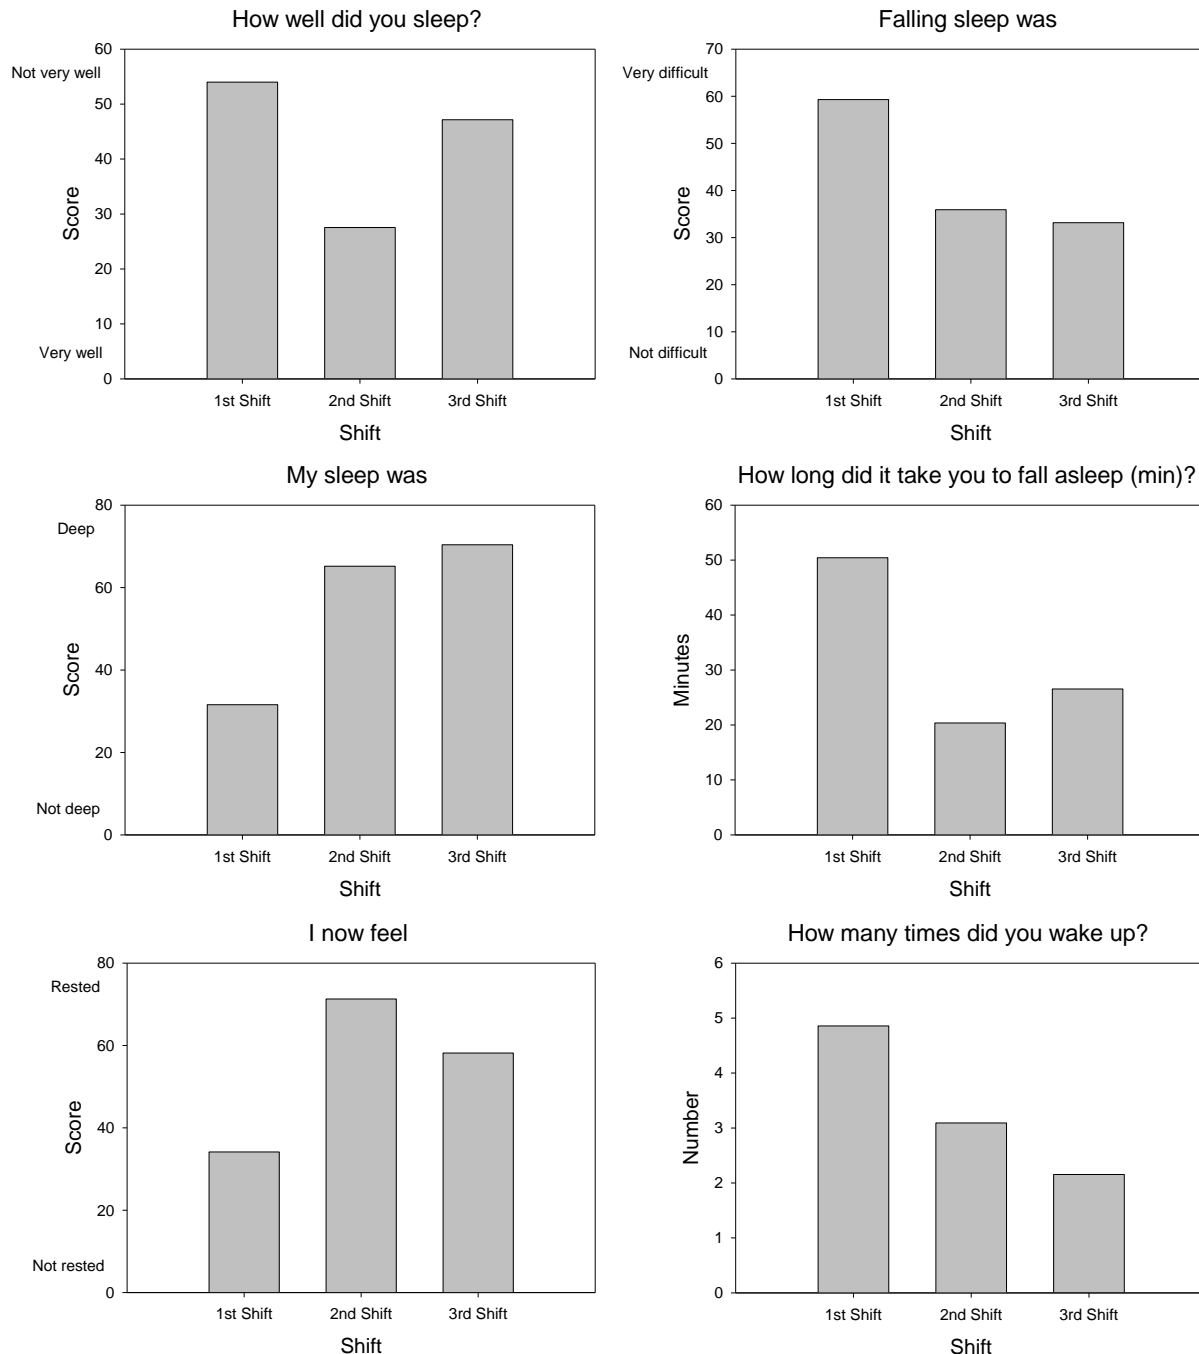 How well did you sleep?
60
Not very well
50
40
Score
30
20
10
Very well
0
1st Shift 2nd Shift 3rd Shift
Shift
Falling sleep was
70
Very difficult
60
50
40
Score
30
20
10
Not difficult
0
1st Shift 2nd Shift 3rd Shift
Shift
My sleep was
80
Deep
60
Score
40
20
Not deep
0
1st Shift 2nd Shift 3rd Shift
Shift
How long did it take you to fall asleep (min)?
60
50
40
Minutes
30
20
10
0
1st Shift 2nd Shift 3rd Shift
Shift
I now feel
80
Rested
60
Score
40
20
Not rested
0
1st Shift 2nd Shift 3rd Shift
Shift
How many times did you wake up?
6
5
4
Number
3
2
1
0
1st Shift 2nd Shift 3rd Shift
Shift